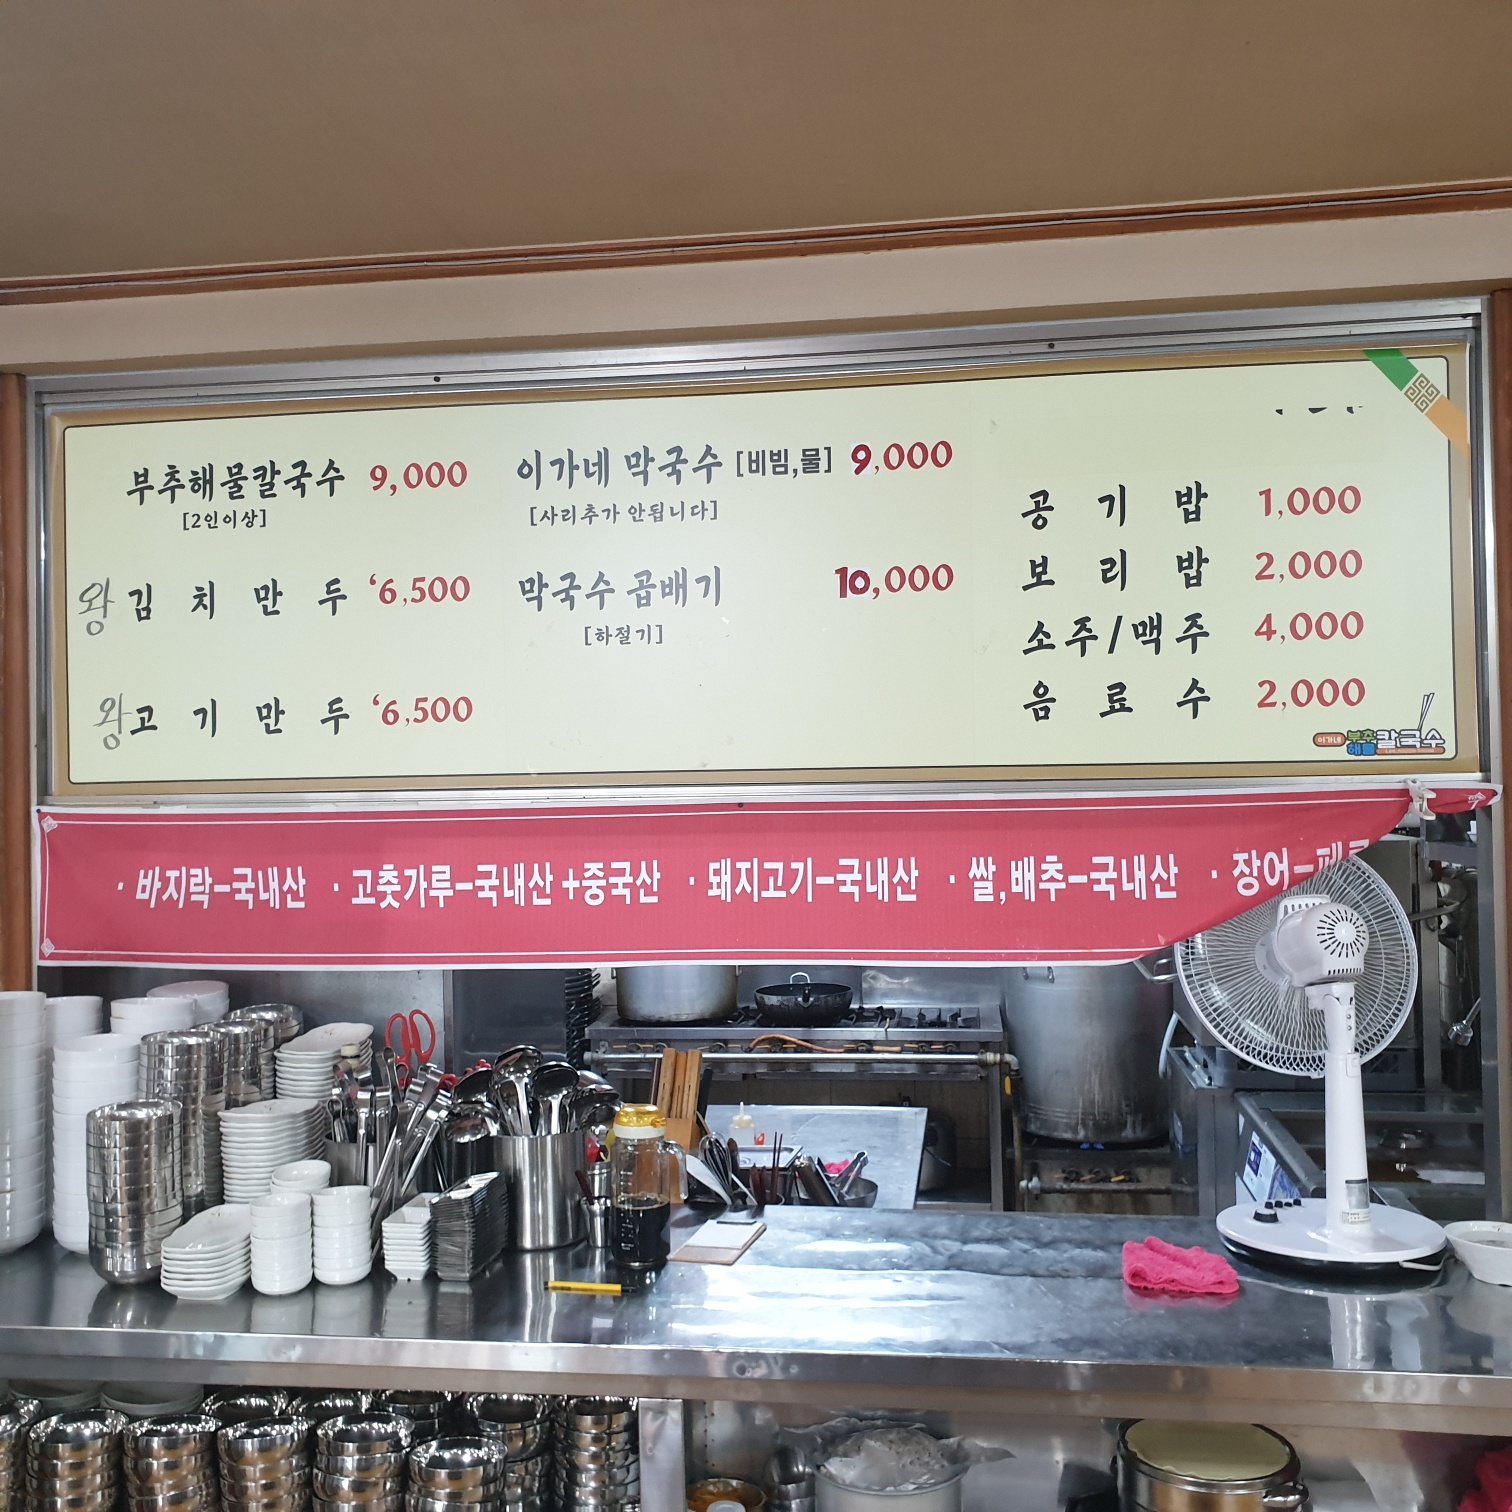 부추해물칼국수 9,000
[2인이상]
왕김치만두 6,500
왕고기만두 6,500
이가네 막국수 [비빔,물] 9,000
[사리추가 안됩니다]
막국수 곱배기 10,000
[하절기]
공기밥 1,000
보리밥 2,000
소주/맥주 4,000
음료수 2,000
이가네 부추해물칼국수
· 바지락-국내산 · 고춧가루-국내산+중국산 · 돼지고기-국내산 · 쌀,배추-국내산 · 장어-